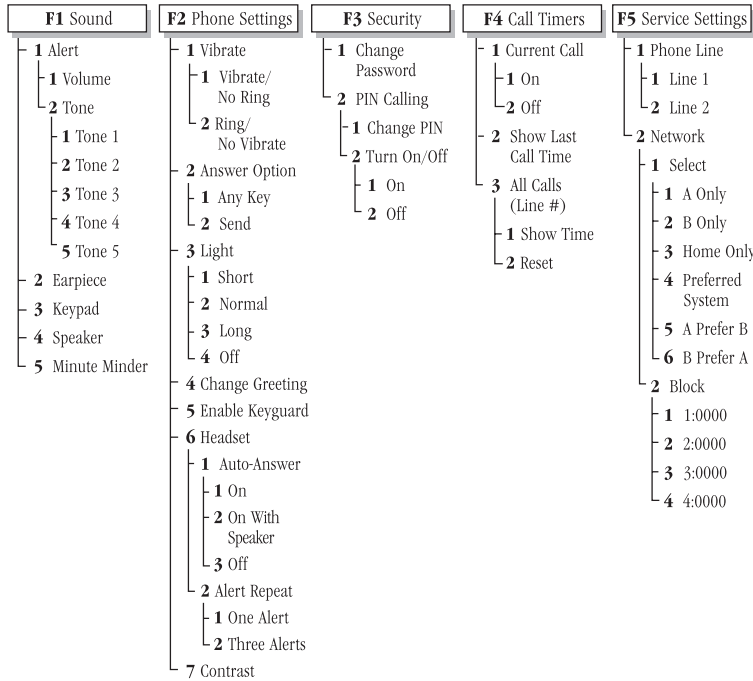 F1 Sound
1 Alert
1 Volume
2 Tone
1 Tone 1
2 Tone 2
3 Tone 3
4 Tone 4
5 Tone 5
2 Earpiece
3 Keypad
4 Speaker
5 Minute Minder
F2 Phone Settings
1 Vibrate
1 Vibrate/
No Ring
2 Ring/
No Vibrate
2 Answer Option
1 Any Key
2 Send
3 Light
1 Short
2 Normal
3 Long
4 Off
4 Change Greeting
5 Enable Keyguard
6 Headset
1 Auto-Answer
1 On
2 On With
Speaker
3 Off
2 Alert Repeat
1 One Alert
2 Three Alerts
7 Contrast
F3 Security
1 Change
Password
2 PIN Calling
1 Change PIN
2 Turn On/Off
1 On
2 Off
F4 Call Timers
1 Current Call
1 On
2 Off
2 Show Last
Call Time
3 All Calls
(Line #)
1 Show Time
2 Reset
F5 Service Settings
1 Phone Line
1 Line 1
2 Line 2
2 Network
1 Select
1 A Only
2 B Only
3 Home Only
4 Preferred
System
5 A Prefer B
6 B Prefer A
2 Block
1 1:0000
2 2:0000
3 3:0000
4 4:0000